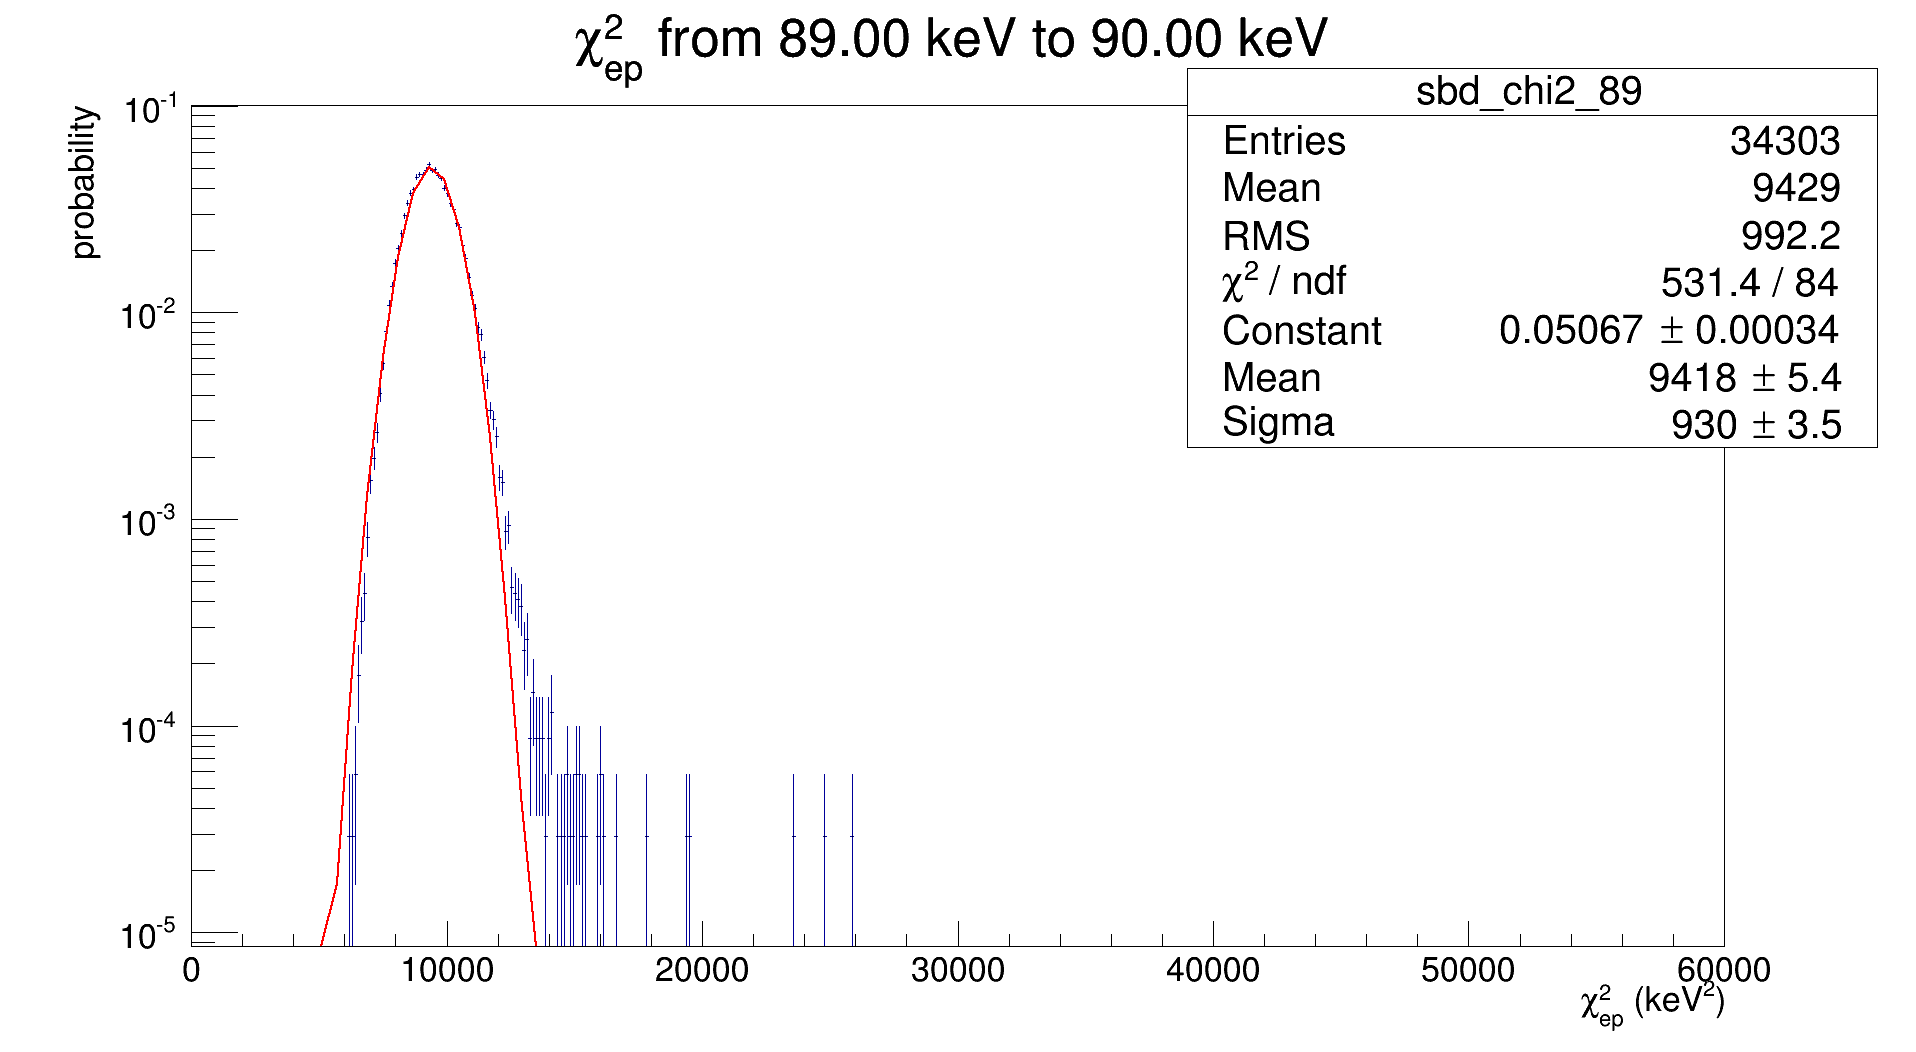 χ²ep from 89.00 keV to 90.00 keV
sbd_chi2_89
Entries 34303
Mean 9429
RMS 992.2
χ² / ndf 531.4 / 84
Constant 0.05067 ± 0.00034
Mean 9418 ± 5.4
Sigma 930 ± 3.5
probability
10⁻¹
10⁻²
10⁻³
10⁻⁴
10⁻⁵
0 10000 20000 30000 40000 50000 60000
χ²ep (keV²)